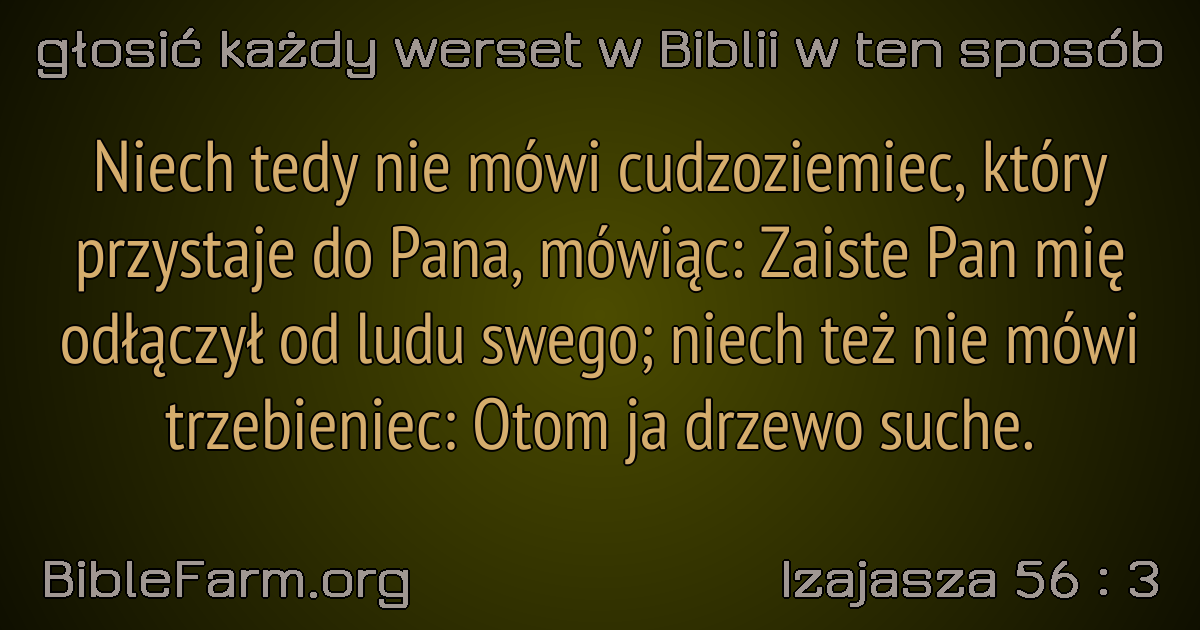 głosić każdy werset w Biblii w ten sposób
Niech tedy nie mówi cudzoziemiec, który
przystaje do Pana, mówiąc: Zaiste Pan mię
odłączył od ludu swego; niech też nie mówi
trzebieniec: Otom ja drzewo suche.
BibleFarm.org
Izajasza 56 : 3